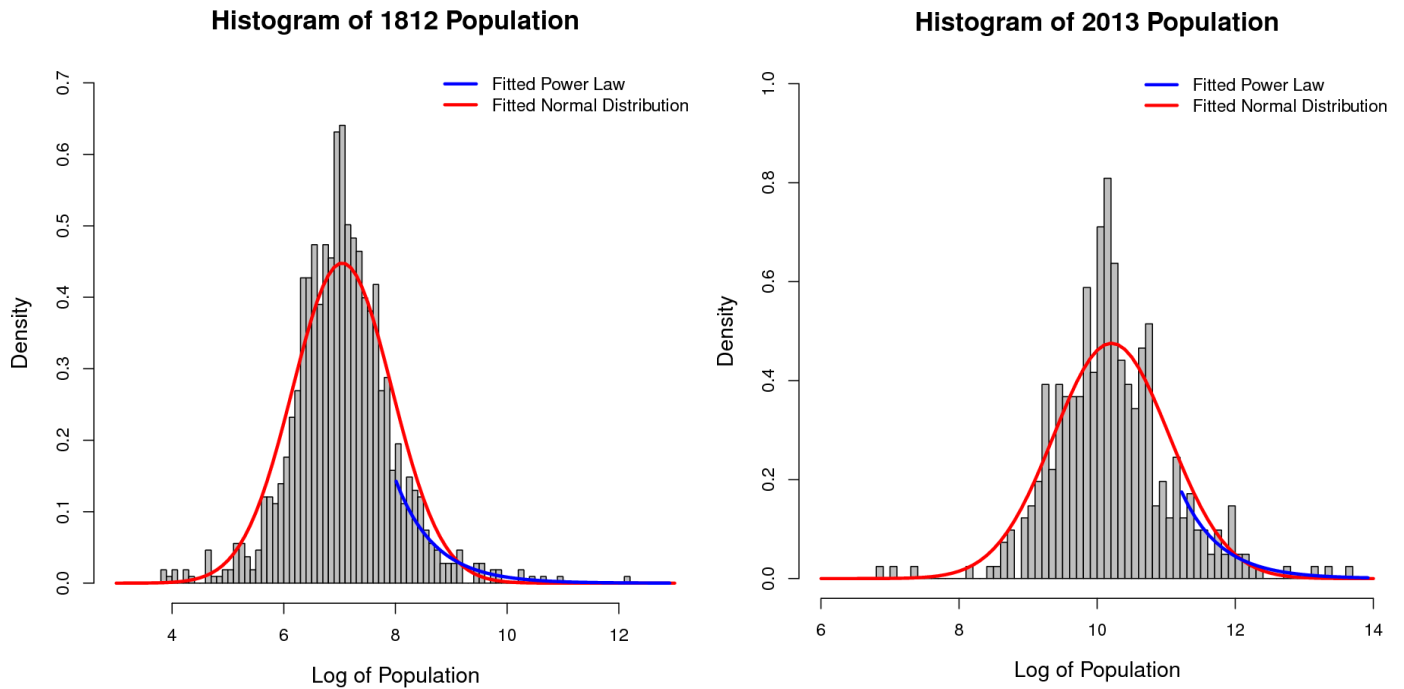 Histogram of 1812 Population
Fitted Power Law
Fitted Normal Distribution
Density
0.0
0.1
0.2
0.3
0.4
0.5
0.6
0.7
4
6
8
10
12
Log of Population
Histogram of 2013 Population
Fitted Power Law
Fitted Normal Distribution
Density
0.0
0.2
0.4
0.6
0.8
1.0
6
8
10
12
14
Log of Population